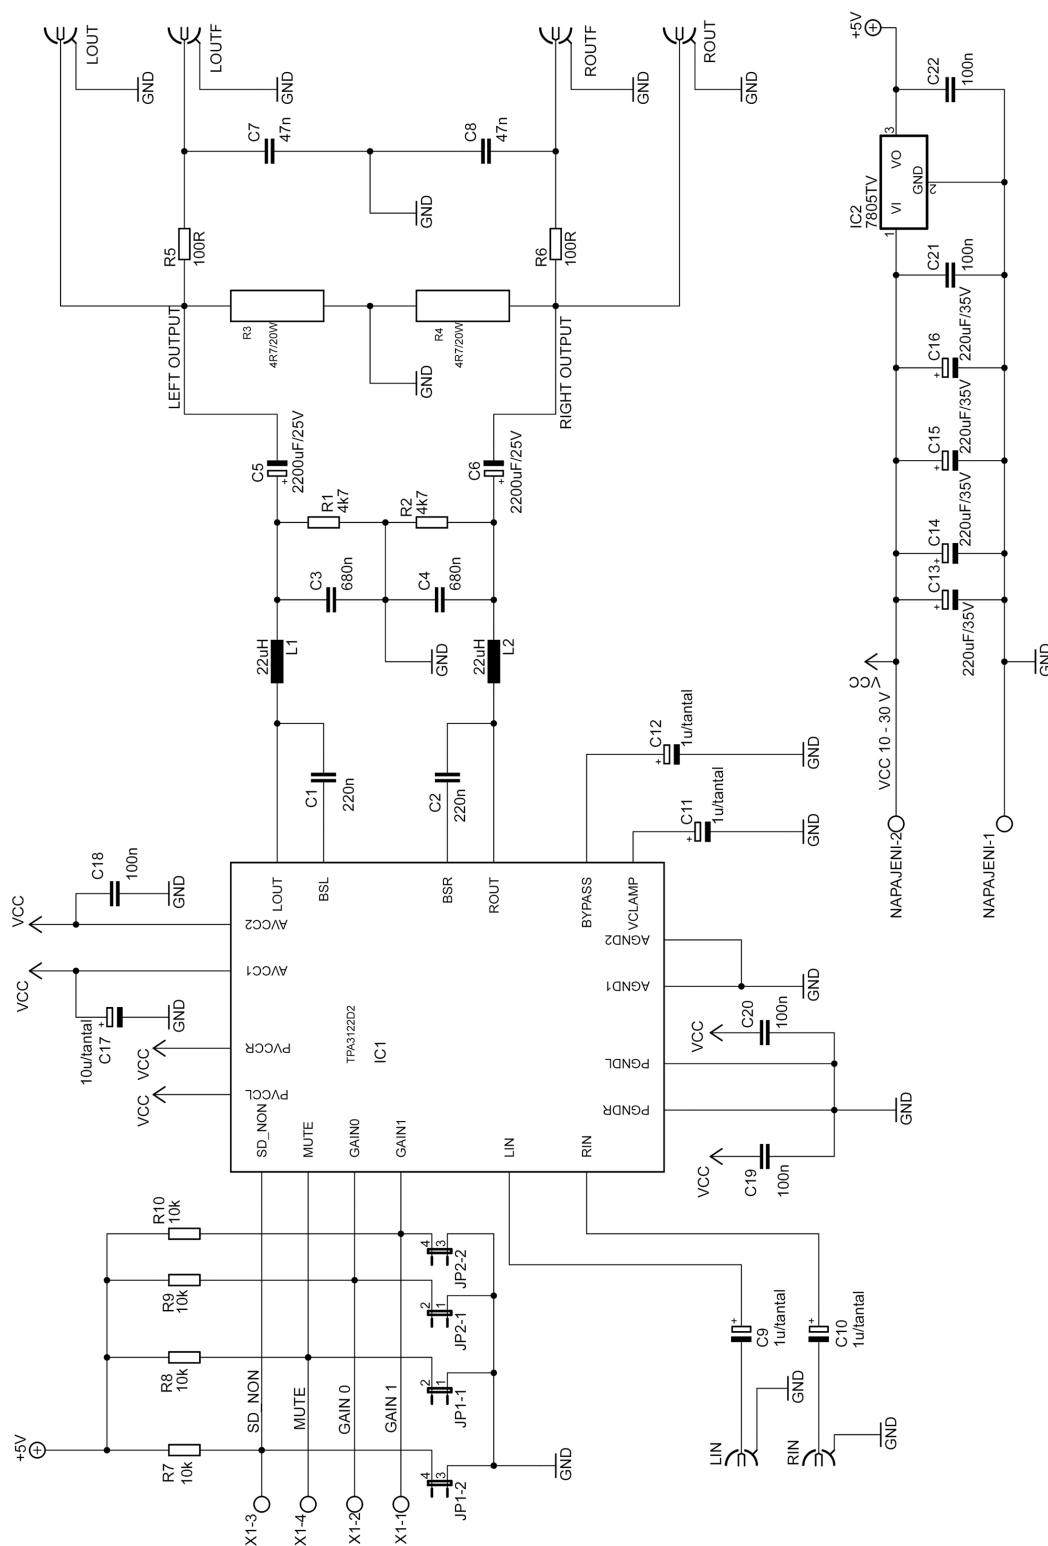 LOUT
GND
LOUTF
GND
ROUTF
GND
ROUT
GND
C7
47n
C8
47n
GND
R5
100R
R6
100R
R3
4R7/20W
R4
4R7/20W
GND
LEFT OUTPUT
RIGHT OUTPUT
C5
2200uF/25V
+
C6
2200uF/25V
+
R1
4k7
R2
4k7
C3
680n
C4
680n
GND
22uH
L1
22uH
L2
C1
220n
C2
220n
C12
1u/tantal
+
GND
C11
1u/tantal
+
GND
+5V
C22
100n
IC2
7805TV
VI
VO
GND
1
3
2
C21
100n
C16
220uF/35V
+
C15
220uF/35V
+
C14
220uF/35V
+
C13
220uF/35V
+
VCC
VCC 10 - 30 V
GND
NAPAJENI-2
NAPAJENI-1
VCC
C18
100n
GND
VCC
10u/tantal
C17
+
GND
VCC
VCC
LOUT
BSL
BSR
ROUT
BYPASS
VCLAMP
AVCC2
AVCC1
PVCCR
PVCCL
TPA3122D2
IC1
AGND2
AGND1
PGNDL
PGNDR
SD_NON
MUTE
GAIN0
GAIN1
LIN
RIN
GND
VCC
C20
100n
VCC
C19
100n
GND
R10
10k
R9
10k
R8
10k
R7
10k
+5V
SD_NON
MUTE
GAIN 0
GAIN 1
4
3
JP2-2
2
1
JP2-1
2
1
JP1-1
4
3
JP1-2
GND
X1-3
X1-4
X1-2
X1-1
C9
1u/tantal
+
C10
1u/tantal
+
LIN
GND
RIN
GND